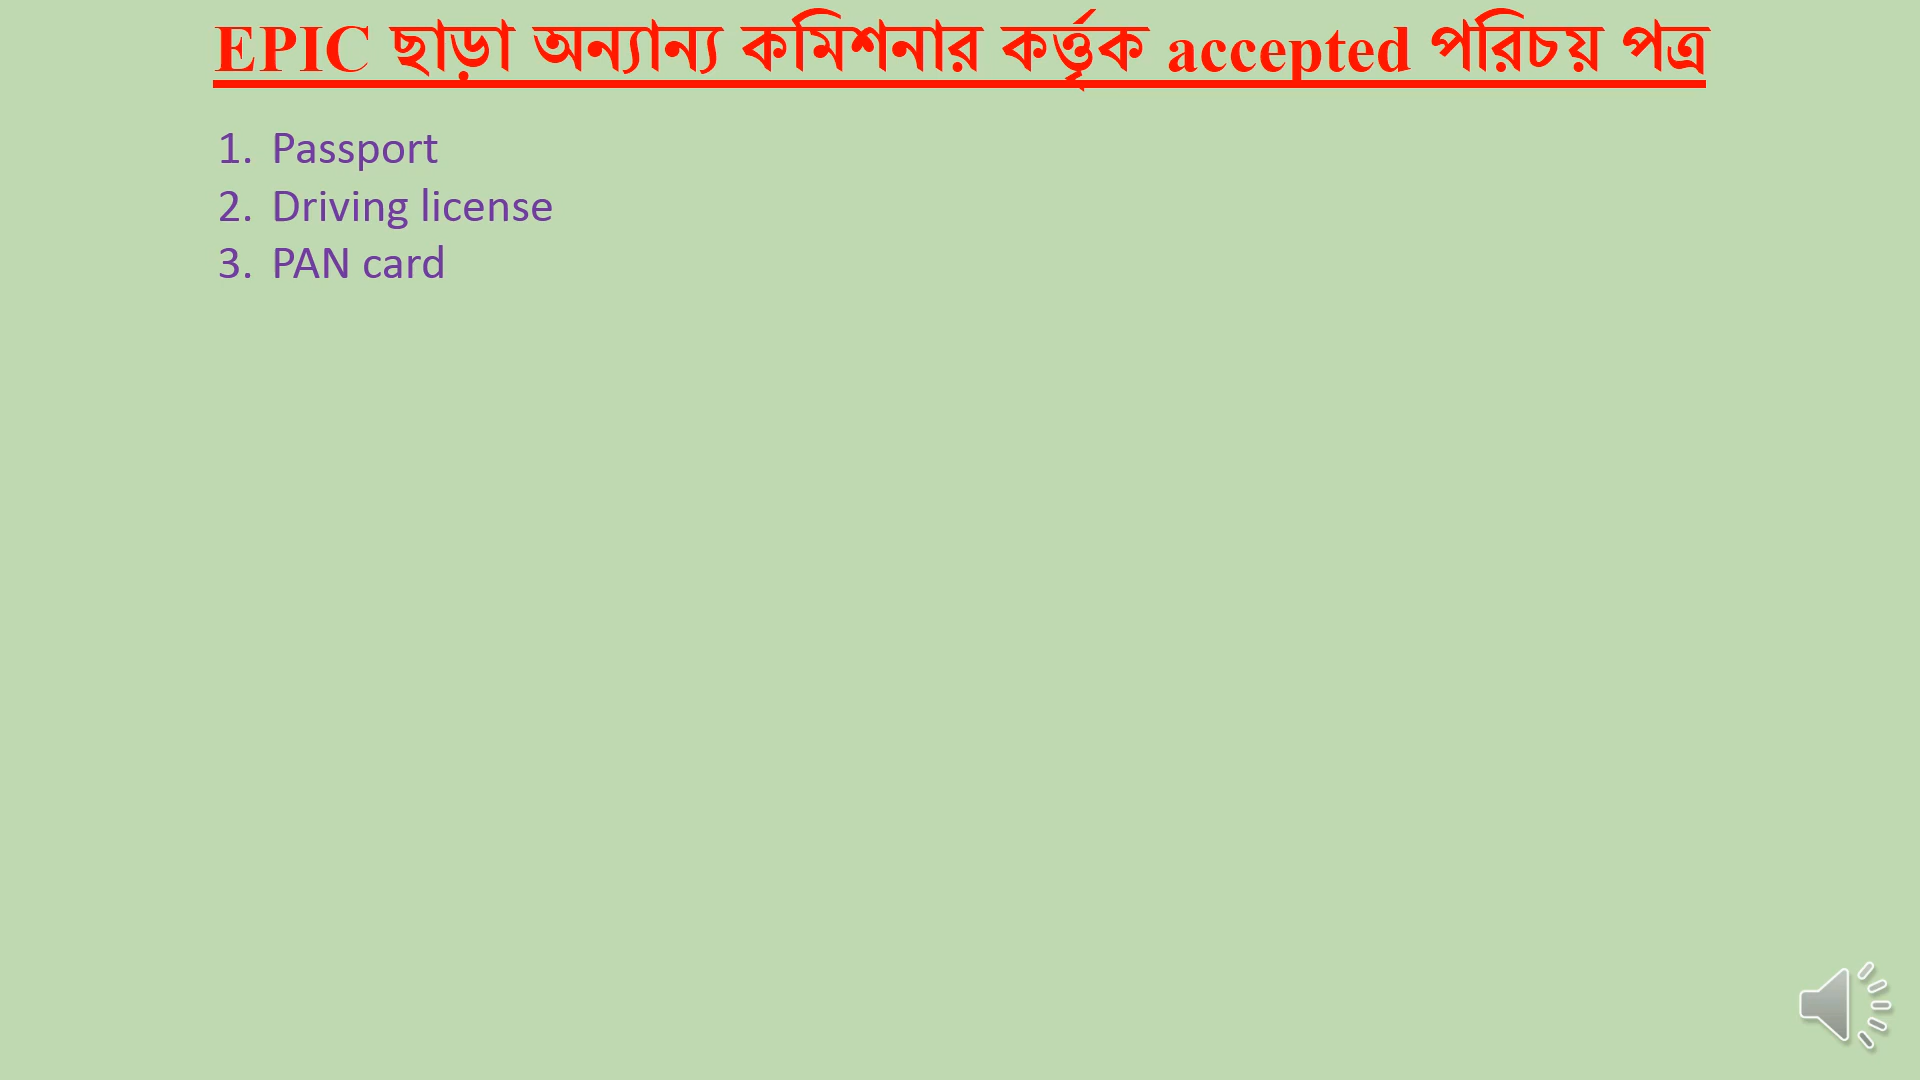 EPIC ছাড়া অন্যান্য কমিশনার কর্ত্তৃক accepted পরিচয় পত্র
1. Passport
2. Driving license
3. PAN card